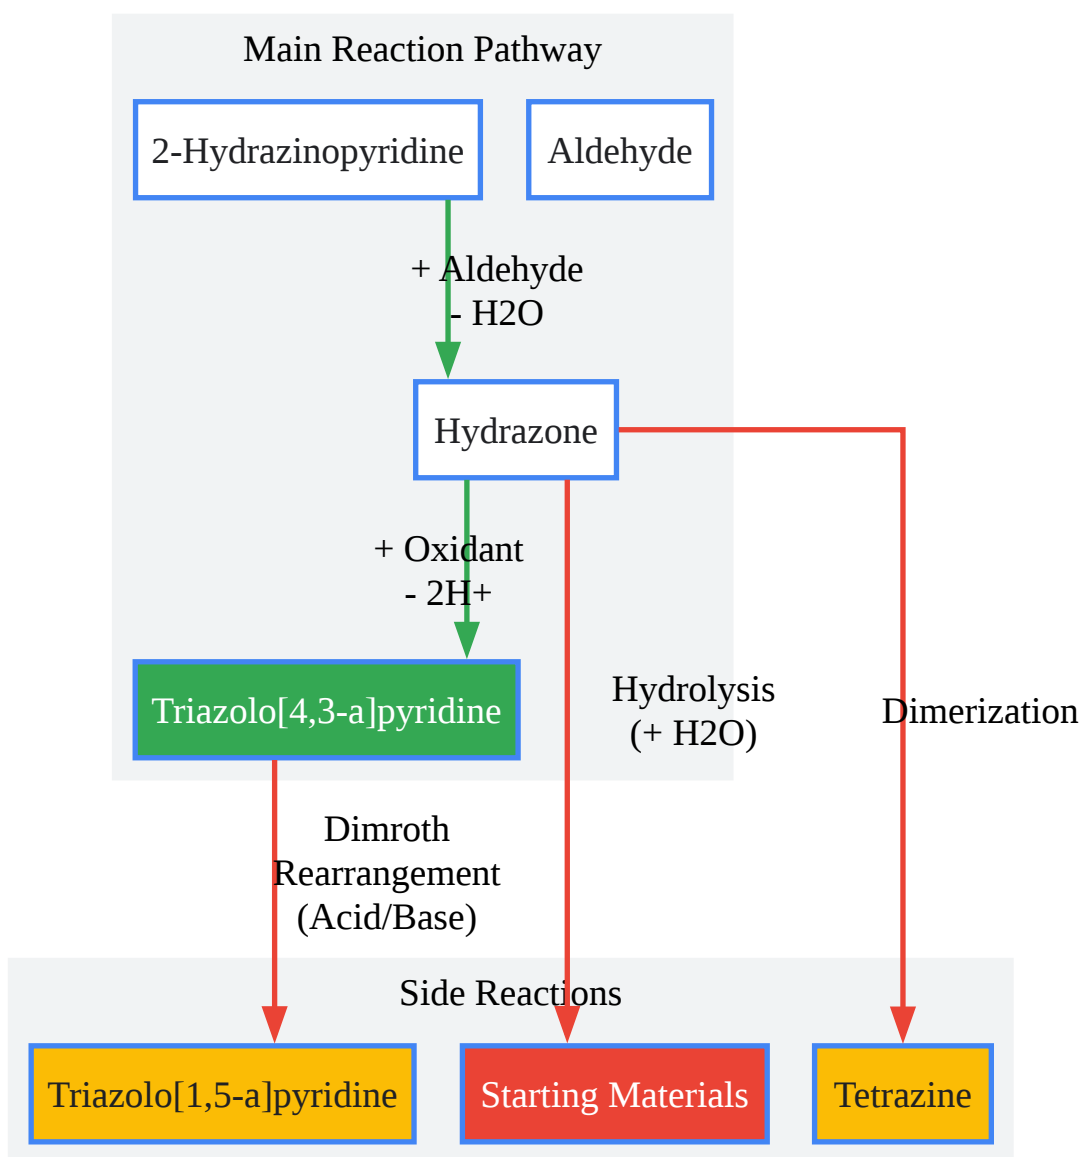 Main Reaction Pathway
2-Hydrazinopyridine
Aldehyde
+ Aldehyde
- H2O
Hydrazone
+ Oxidant
- 2H+
Triazolo[4,3-a]pyridine
Hydrolysis
(+ H2O)
Dimerization
Dimroth
Rearrangement
(Acid/Base)
Side Reactions
Triazolo[1,5-a]pyridine
Starting Materials
Tetrazine